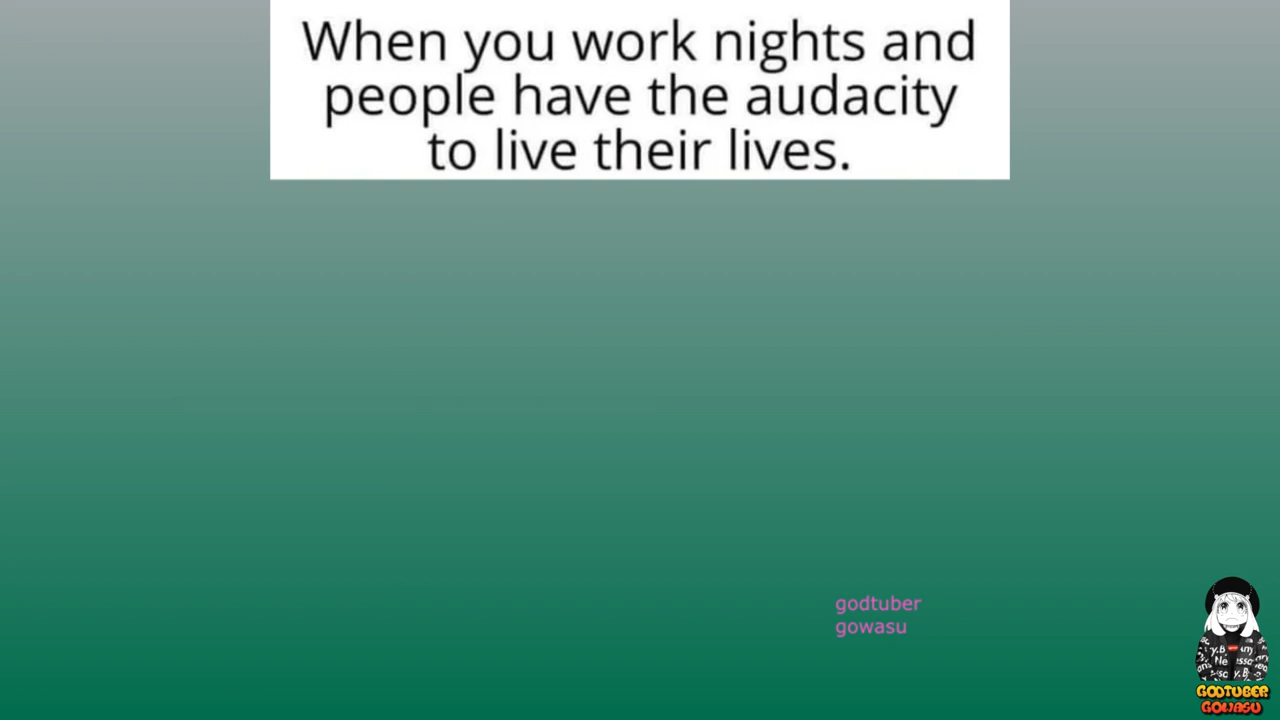 When you work nights and
people have the audacity
to live their lives.
godtuber
gowasu
GODTUBER
GOWASU